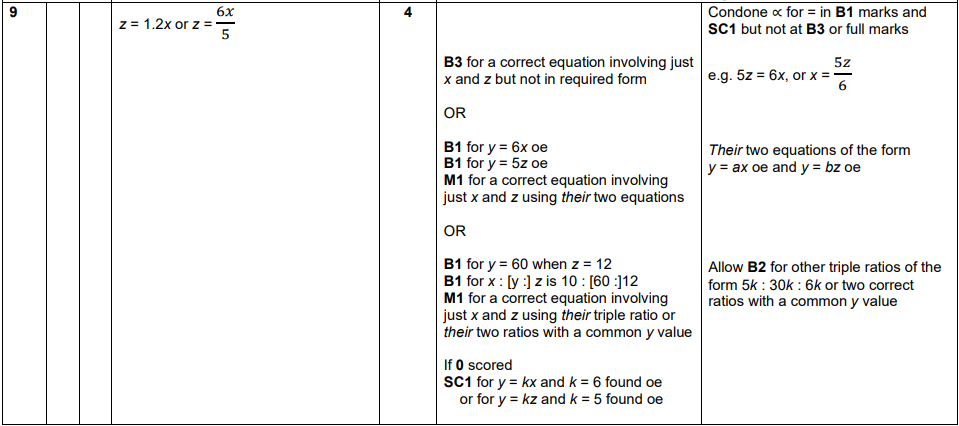 9
z = 1.2x or z = 6x/5
4
Condone ∝ for = in B1 marks and
SC1 but not at B3 or full marks
B3 for a correct equation involving just
x and z but not in required form
e.g. 5z = 6x, or x = 5z/6
OR
B1 for y = 6x oe
B1 for y = 5z oe
M1 for a correct equation involving
just x and z using their two equations
Their two equations of the form
y = ax oe and y = bz oe
OR
B1 for y = 60 when z = 12
B1 for x : [y :] z is 10 : [60 :]12
M1 for a correct equation involving
just x and z using their triple ratio or
their two ratios with a common y value
Allow B2 for other triple ratios of the
form 5k : 30k : 6k or two correct
ratios with a common y value
If 0 scored
SC1 for y = kx and k = 6 found oe
or for y = kz and k = 5 found oe